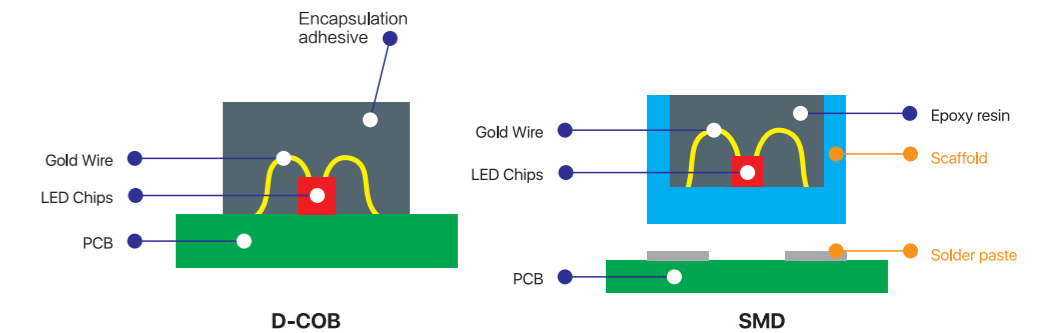 Encapsulation
adhesive
Gold Wire
LED Chips
PCB
D-COB
Gold Wire
LED Chips
PCB
Epoxy resin
Scaffold
Solder paste
SMD